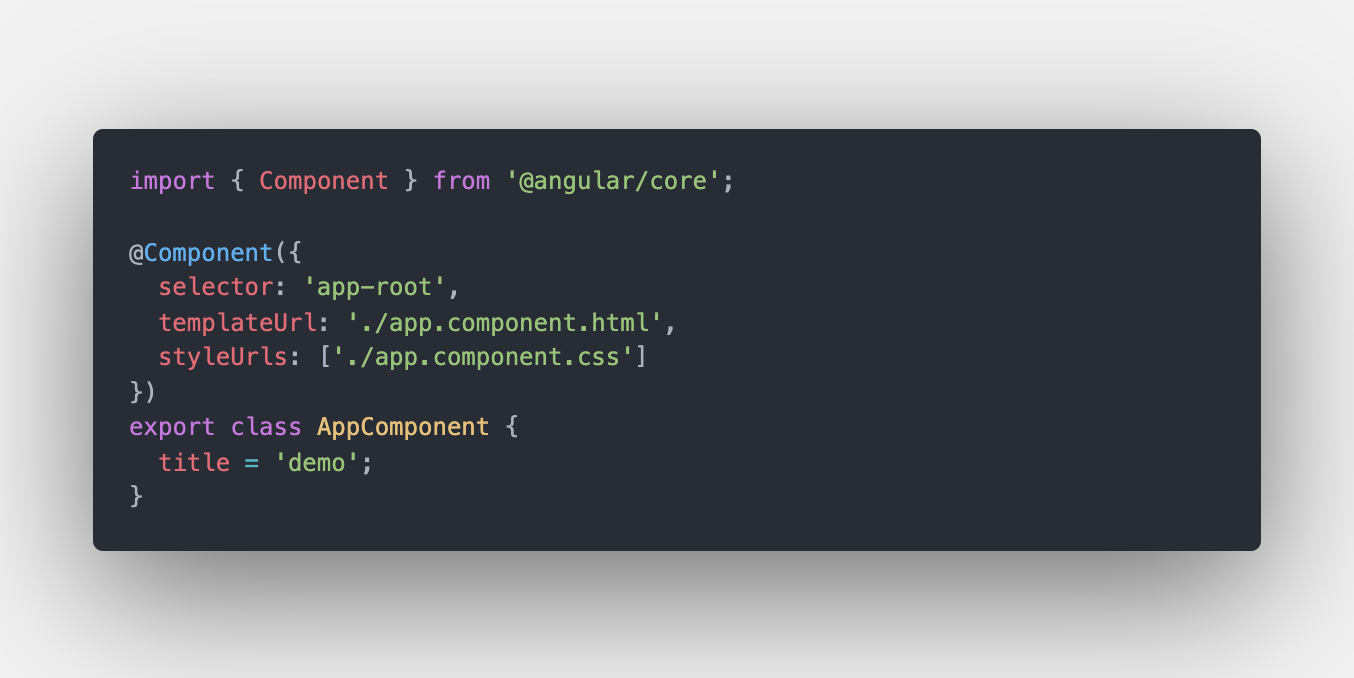 import { Component } from '@angular/core';
@Component({
  selector: 'app-root',
  templateUrl: './app.component.html',
  styleUrls: ['./app.component.css']
})
export class AppComponent {
  title = 'demo';
}